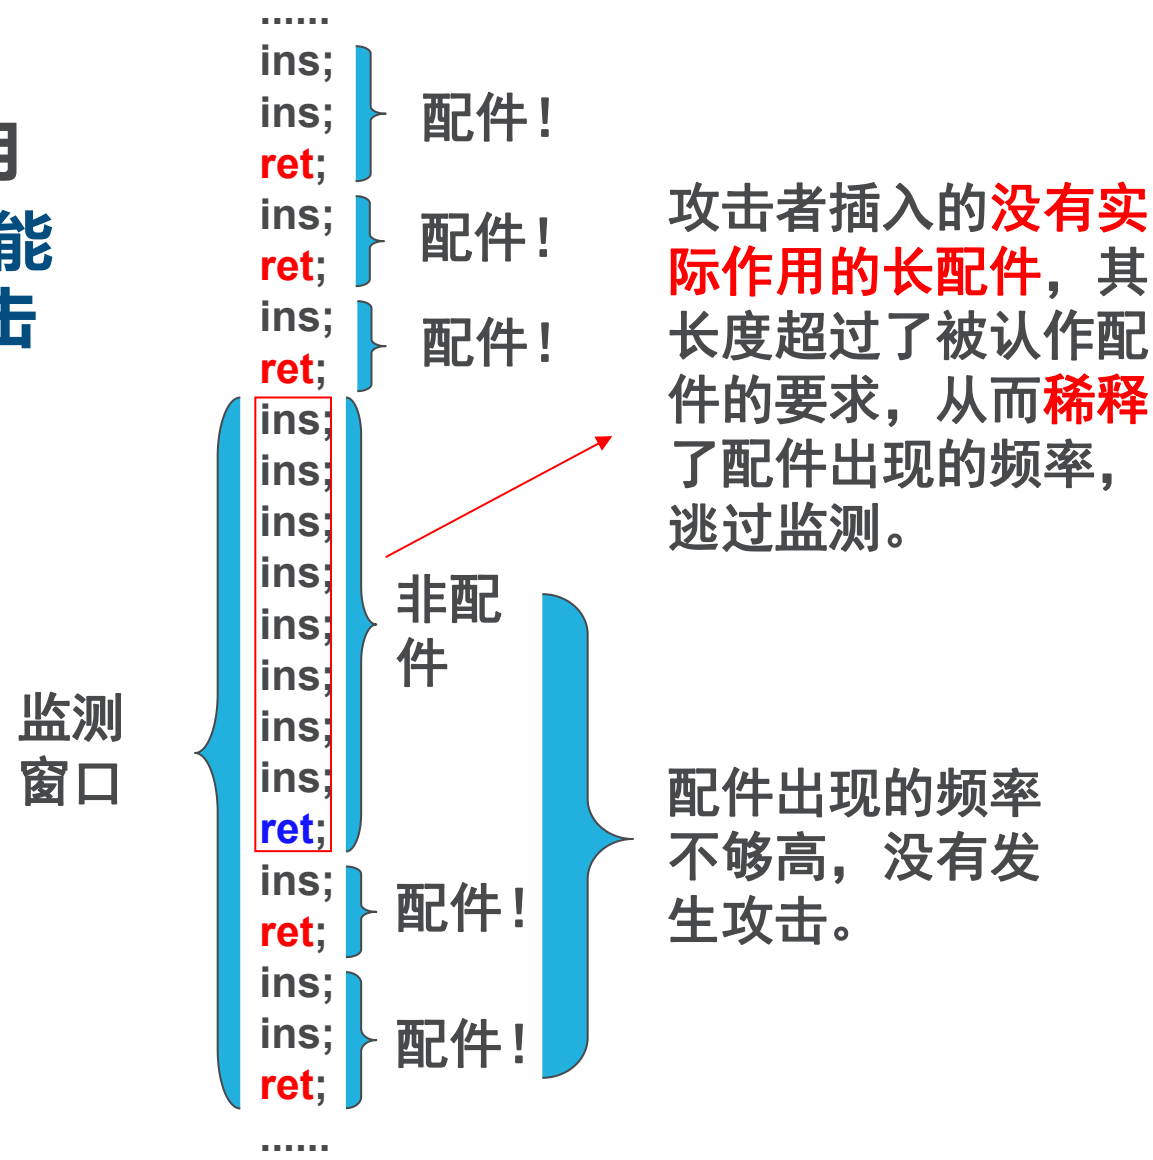 ......
ins;
ins;
ret;
ins;
ret;
ins;
ret;
ins;
ins;
ins;
ins;
ins;
ins;
ins;
ins;
ret;
ins;
ret;
ins;
ins;
ret;
......
配件！
配件！
配件！
非配
件
配件！
配件！
用
能
击
监测
窗口
攻击者插入的没有实
际作用的长配件，其
长度超过了被认作配
件的要求，从而稀释
了配件出现的频率，
逃过监测。
配件出现的频率
不够高，没有发
生攻击。